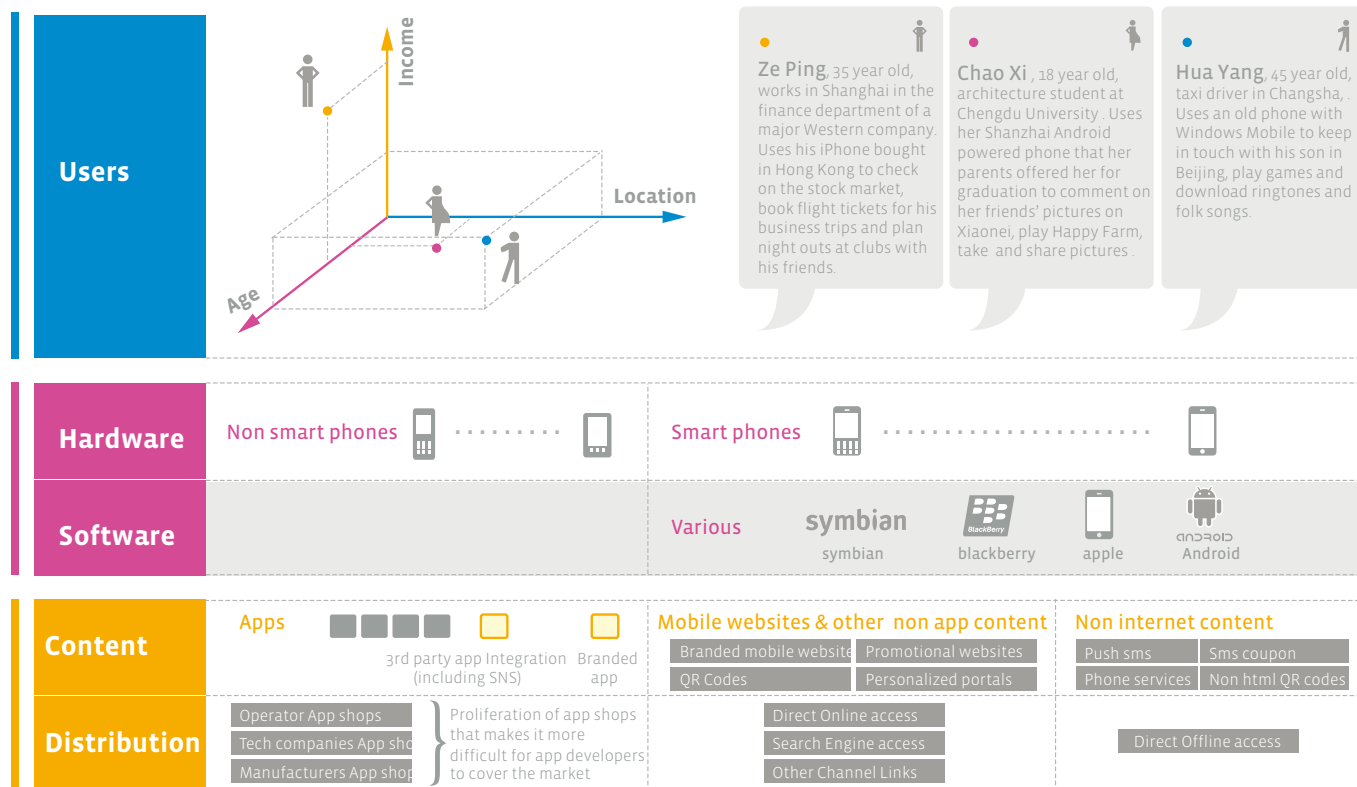 Users
Income
Location
Age
Ze Ping, 35 year old,
works in Shanghai in the
finance department of a
major Western company.
Uses his iPhone bought
in Hong Kong to check
on the stock market,
book flight tickets for his
business trips and plan
night outs at clubs with
his friends.
Chao Xi , 18 year old,
architecture student at
Chengdu University . Uses
her Shanzhai Android
powered phone that her
parents offered her for
graduation to comment on
her friends' pictures on
Xiaonei, play Happy Farm,
take and share pictures .
Hua Yang, 45 year old,
taxi driver in Changsha, .
Uses an old phone with
Windows Mobile to keep
in touch with his son in
Beijing, play games and
download ringtones and
folk songs.
Hardware
Non smart phones
Smart phones
Software
Various
symbian
symbian
BlackBerry
blackberry
apple
ANDROID
Android
Content
Apps
3rd party app Integration
(including SNS)
Branded
app
Mobile websites & other non app content
Branded mobile website
Promotional websites
QR Codes
Personalized portals
Non internet content
Push sms
Sms coupon
Phone services
Non html QR codes
Distribution
Operator App shops
Tech companies App sho
Manufacturers App shop
Proliferation of app shops
that makes it more
difficult for app developers
to cover the market
Direct Online access
Search Engine access
Other Channel Links
Direct Offline access